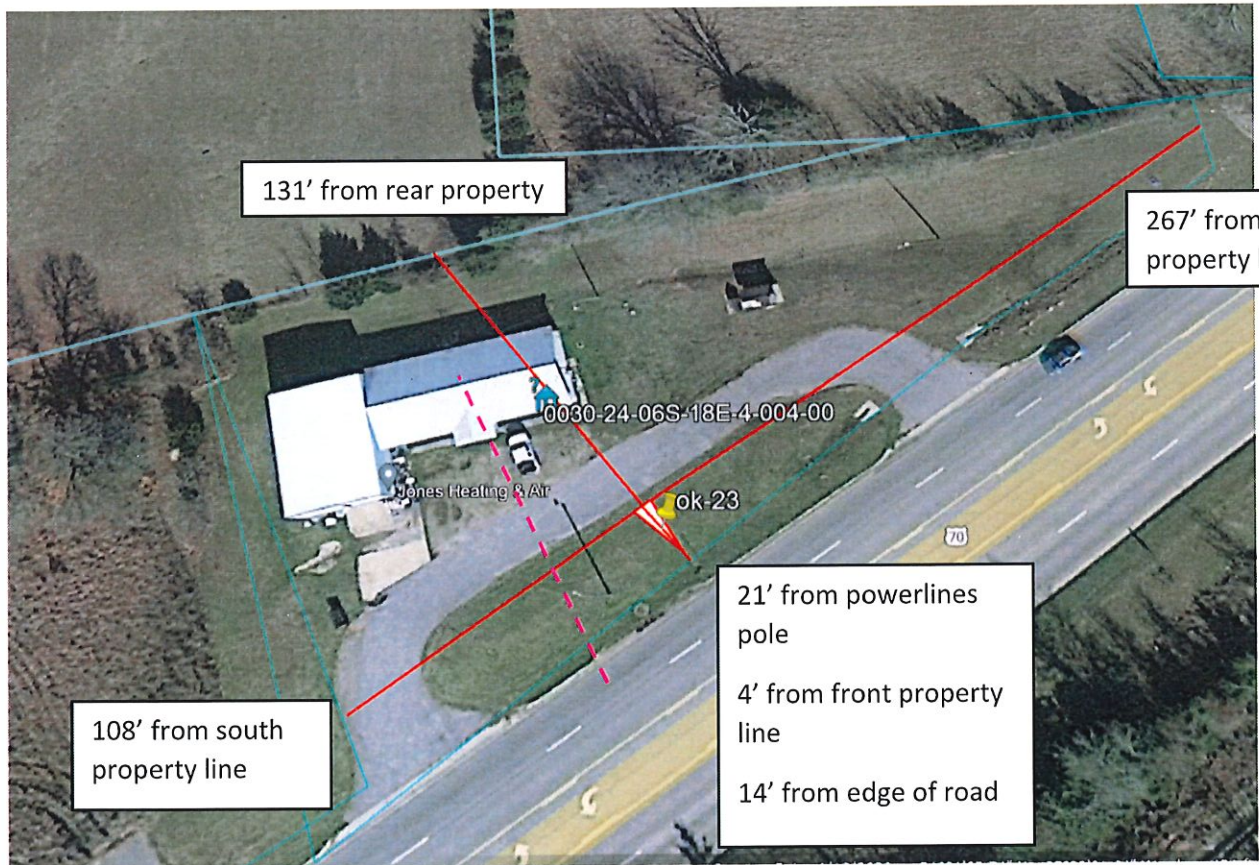 131' from rear property
267' from
property
0030-24-06S-18E-4-004-00
Jones Heating & Air
ok-23
70
21' from powerlines
pole
4' from front property
line
14' from edge of road
108' from south
property line